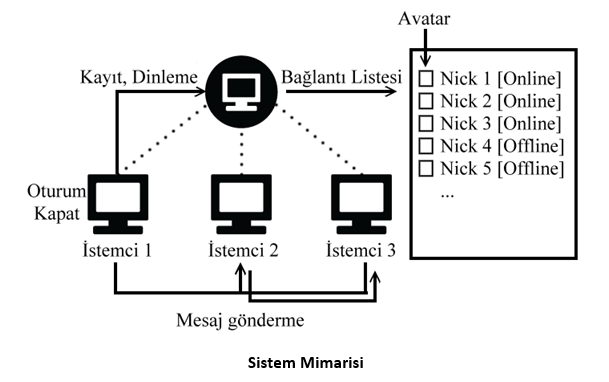 Avatar
Kayıt, Dinleme
Bağlantı Listesi
Nick 1 [Online]
Nick 2 [Online]
Nick 3 [Online]
Nick 4 [Offline]
Nick 5 [Offline]
...
Oturum
Kapat
İstemci 1
İstemci 2
İstemci 3
Mesaj gönderme
Sistem Mimarisi